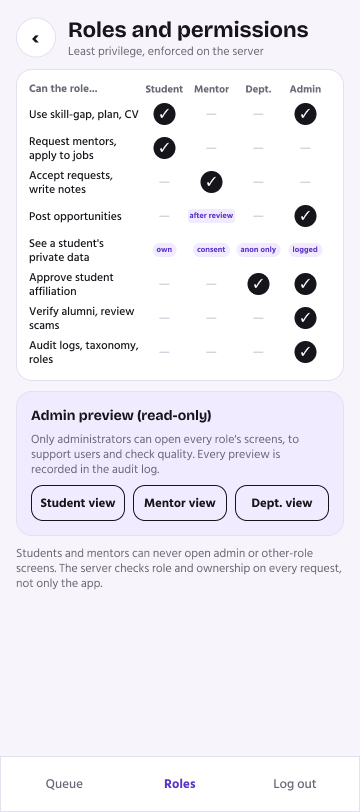 Roles and permissions
Least privilege, enforced on the server
Can the role... Student Mentor Dept. Admin
Use skill-gap, plan, CV ✓ — — ✓
Request mentors,
apply to jobs ✓ — — —
Accept requests,
write notes — ✓ — —
Post opportunities — after review — ✓
See a student's
private data own consent anon only logged
Approve student
affiliation — — ✓ ✓
Verify alumni, review
scams — — — ✓
Audit logs, taxonomy,
roles — — — ✓
Admin preview (read-only)
Only administrators can open every role's screens, to
support users and check quality. Every preview is
recorded in the audit log.
Student view Mentor view Dept. view
Students and mentors can never open admin or other-role
screens. The server checks role and ownership on every request,
not only the app.
Queue Roles Log out